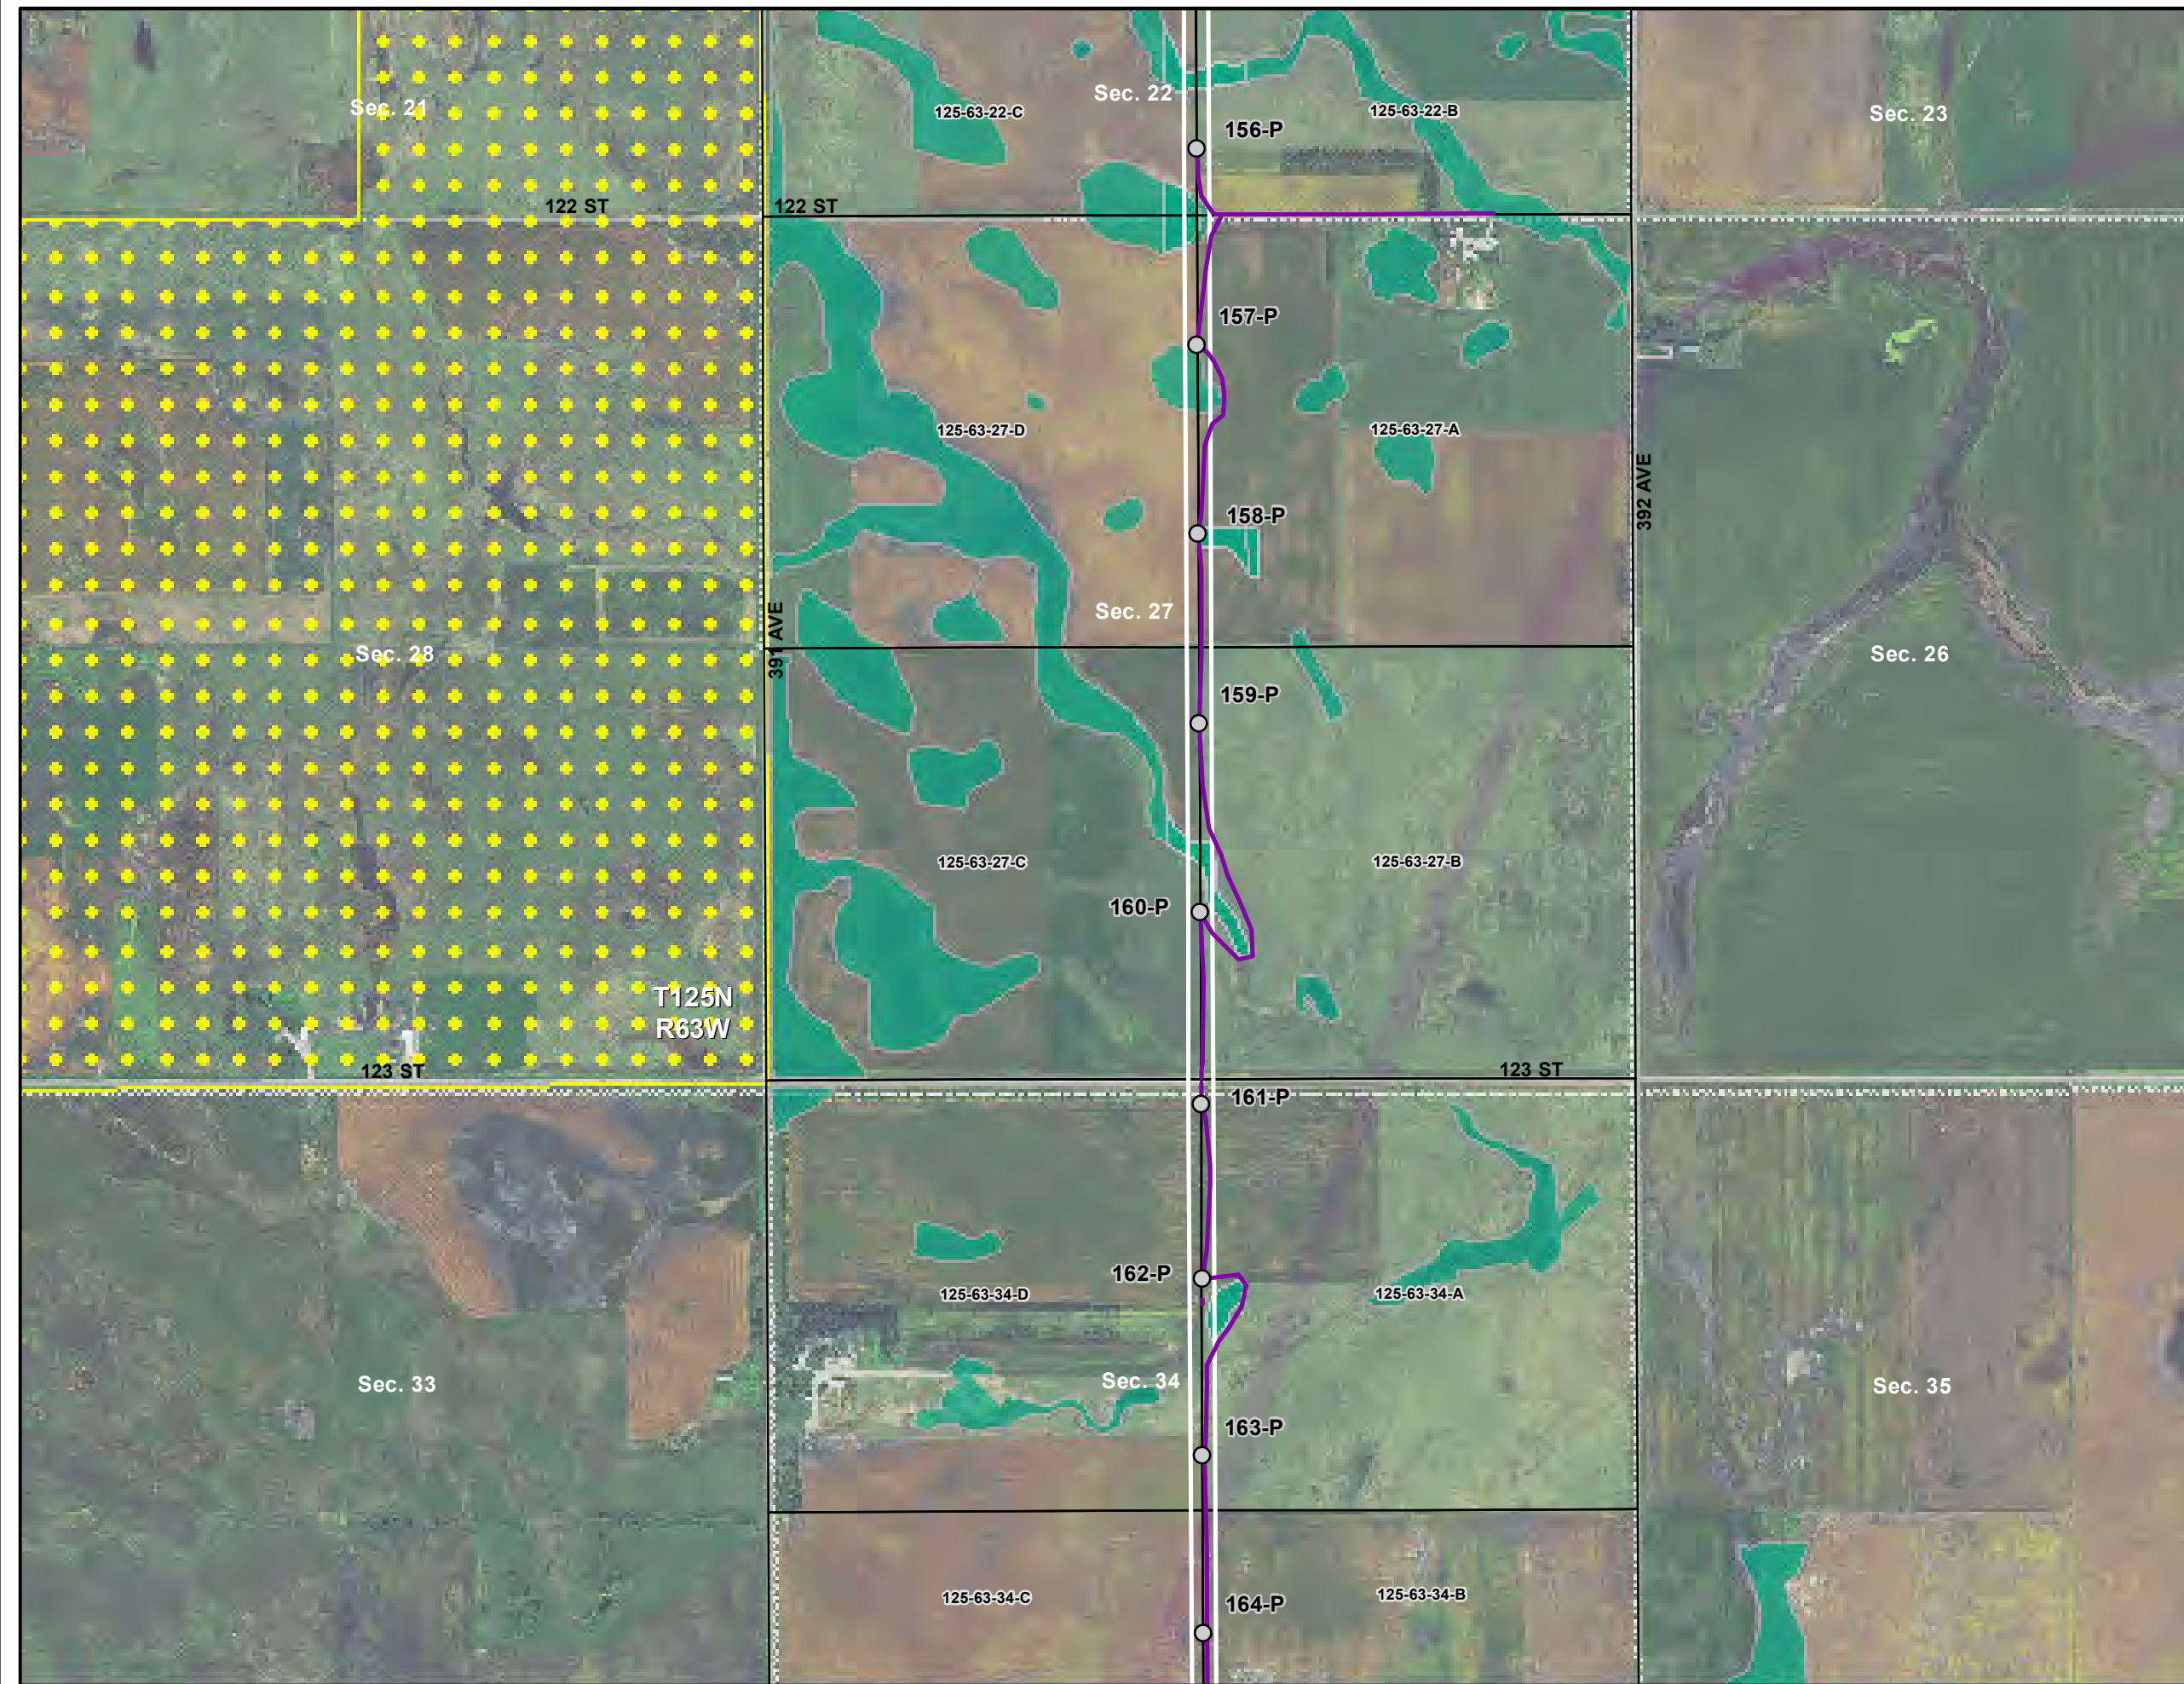 Sec. 21
Sec. 22
125-63-22-C
125-63-22-B
Sec. 23
156-P
122 ST
122 ST
157-P
125-63-27-D
125-63-27-A
392 AVE
158-P
Sec. 27
391 AVE
Sec. 28
Sec. 26
159-P
125-63-27-C
125-63-27-B
160-P
T125N
R63W
123 ST
123 ST
161-P
162-P
125-63-34-D
125-63-34-A
Sec. 33
Sec. 34
Sec. 35
163-P
125-63-34-C
125-63-34-B
164-P